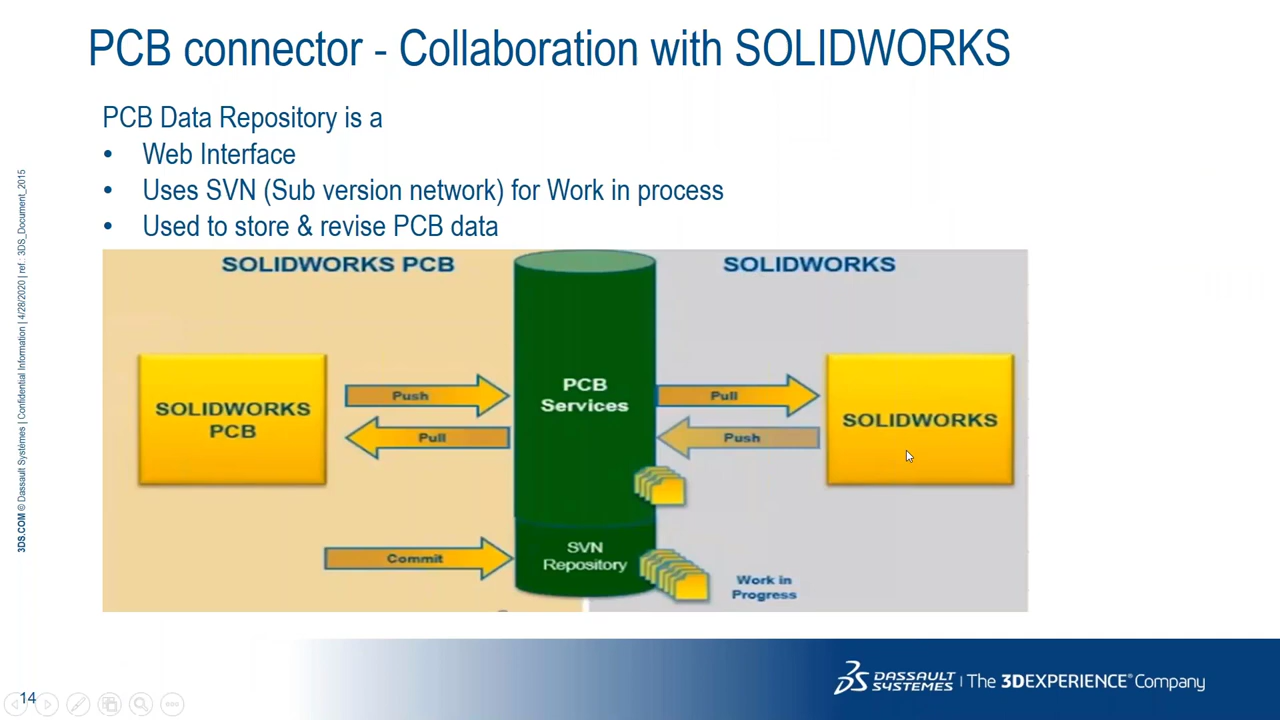 PCB connector - Collaboration with SOLIDWORKS
PCB Data Repository is a
• Web Interface
• Uses SVN (Sub version network) for Work in process
• Used to store & revise PCB data
SOLIDWORKS PCB
SOLIDWORKS
SOLIDWORKS
PCB
Push
Pull
PCB
Services
Pull
Push
SOLIDWORKS
Commit
SVN
Repository
Work in
Progress
3DS.COM © Dassault Systèmes | Confidential Information | 4/28/2020 | ref.: 3DS_Document_2015
14
DASSAULT
SYSTEMES | The 3DEXPERIENCE® Company